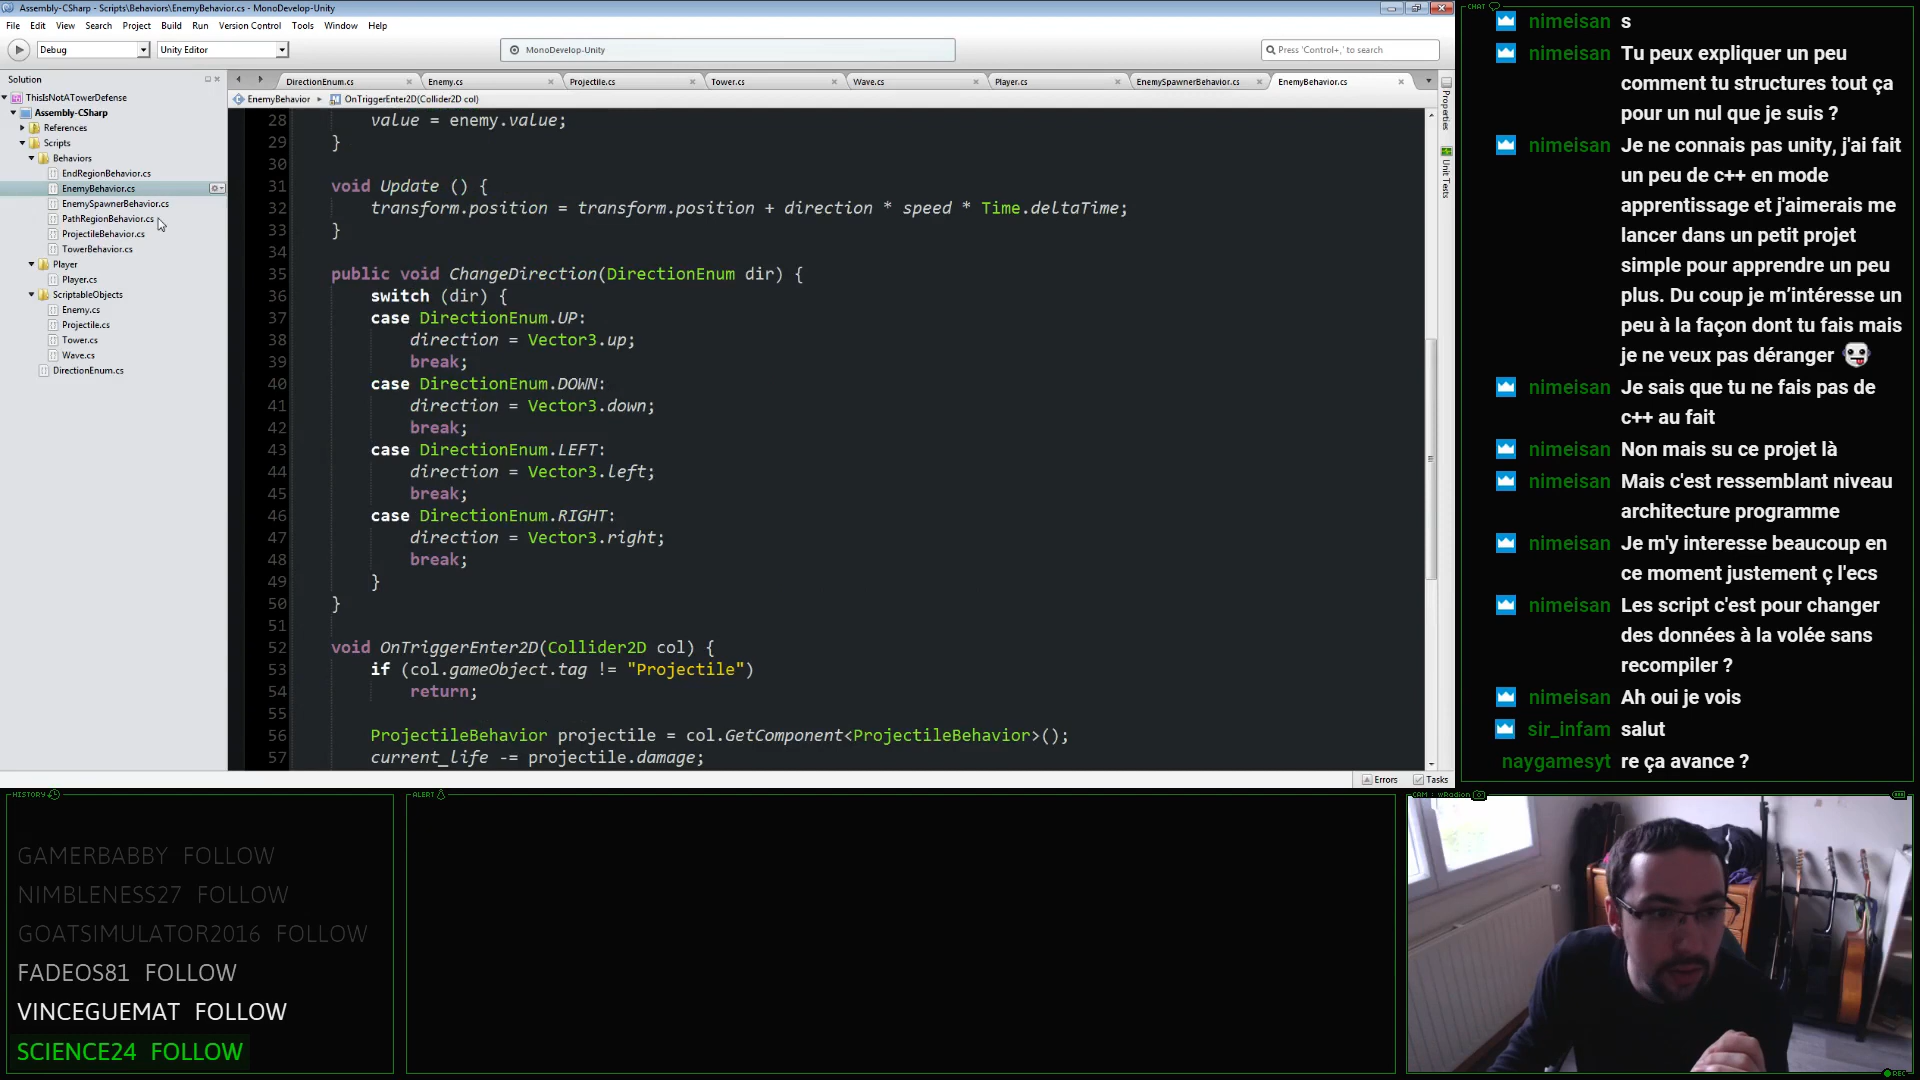 Assembly-CSharp - Scripts\Behaviors\EnemyBehavior.cs - MonoDevelop-Unity
File Edit View Search Project Build Run Version Control Tools Window Help
Debug Unity Editor MonoDevelop-Unity Press 'Control+,' to search
Solution
DirectionEnum.cs Enemy.cs Projectile.cs Tower.cs Wave.cs Player.cs EnemySpawnerBehavior.cs EnemyBehavior.cs
EnemyBehavior OnTriggerEnter2D(Collider2D col)
ThisIsNotATowerDefense
Assembly-CSharp
References
Scripts
Behaviors
EndRegionBehavior.cs
EnemyBehavior.cs
EnemySpawnerBehavior.cs
PathRegionBehavior.cs
ProjectileBehavior.cs
TowerBehavior.cs
Player
Player.cs
ScriptableObjects
Enemy.cs
Projectile.cs
Tower.cs
Wave.cs
DirectionEnum.cs
28 value = enemy.value;
29 }
30
31 void Update () {
32 transform.position = transform.position + direction * speed * Time.deltaTime;
33 }
34
35 public void ChangeDirection(DirectionEnum dir) {
36 switch (dir) {
37 case DirectionEnum.UP:
38 direction = Vector3.up;
39 break;
40 case DirectionEnum.DOWN:
41 direction = Vector3.down;
42 break;
43 case DirectionEnum.LEFT:
44 direction = Vector3.left;
45 break;
46 case DirectionEnum.RIGHT:
47 direction = Vector3.right;
48 break;
49 }
50 }
51
52 void OnTriggerEnter2D(Collider2D col) {
53 if (col.gameObject.tag != "Projectile")
54 return;
55
56 ProjectileBehavior projectile = col.GetComponent<ProjectileBehavior>();
57 current_life -= projectile.damage;
Properties
Unit Tests
Errors Tasks
CHAT
nimeisan s
nimeisan Tu peux expliquer un peu
comment tu structures tout ça
pour un nul que je suis ?
nimeisan Je ne connais pas unity, j'ai fait
un peu de c++ en mode
apprentissage et j'aimerais me
lancer dans un petit projet
simple pour apprendre un peu
plus. Du coup je m’intéresse un
peu à la façon dont tu fais mais
je ne veux pas déranger
nimeisan Je sais que tu ne fais pas de
c++ au fait
nimeisan Non mais su ce projet là
nimeisan Mais c'est ressemblant niveau
architecture programme
nimeisan Je m'y interesse beaucoup en
ce moment justement ç l'ecs
nimeisan Les script c'est pour changer
des données à la volée sans
recompiler ?
nimeisan Ah oui je vois
sir_infam salut
naygamesyt re ça avance ?
HISTORY
GAMERBABBY FOLLOW
NIMBLENESS27 FOLLOW
GOATSIMULATOR2016 FOLLOW
FADEOS81 FOLLOW
VINCEGUEMAT FOLLOW
SCIENCE24 FOLLOW
ALERT
CAM : wRadion
REC